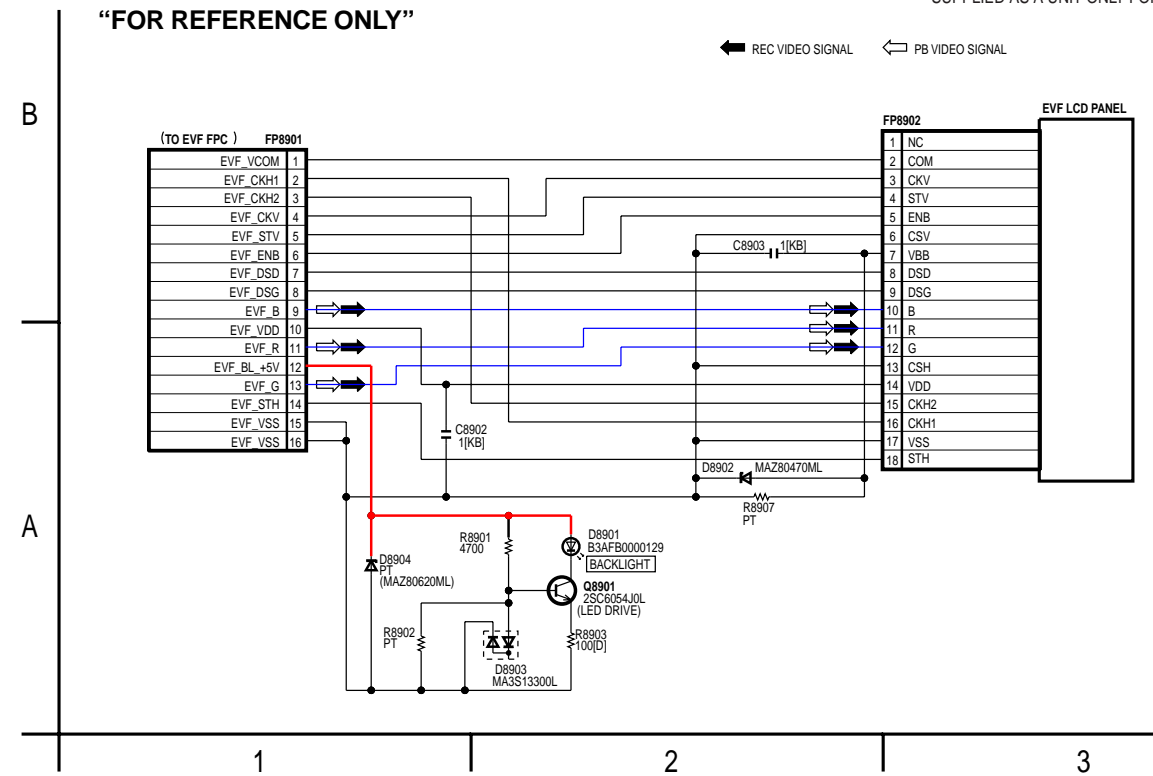 “FOR REFERENCE ONLY”
REC VIDEO SIGNAL
PB VIDEO SIGNAL
B
(TO EVF FPC ) FP8901
EVF_VCOM 1
EVF_CKH1 2
EVF_CKH2 3
EVF_CKV 4
EVF_STV 5
EVF_ENB 6
EVF_DSD 7
EVF_DSG 8
EVF_B 9
EVF_VDD 10
EVF_R 11
EVF_BL_+5V 12
EVF_G 13
EVF_STH 14
EVF_VSS 15
EVF_VSS 16
EVF LCD PANEL
FP8902
1 NC
2 COM
3 CKV
4 STV
5 ENB
6 CSV
7 VBB
8 DSD
9 DSG
10 B
11 R
12 G
13 CSH
14 VDD
15 CKH2
16 CKH1
17 VSS
18 STH
C8903 1[KB]
C8902
1[KB]
D8902 MAZ80470ML
R8907
PT
A
R8901
4700
D8901
B3AFB0000129
BACKLIGHT
D8904
PT
(MAZ80620ML)
Q8901
2SC6054J0L
(LED DRIVE)
R8902
PT
R8903
100[D]
D8903
MA3S13300L
1
2
3